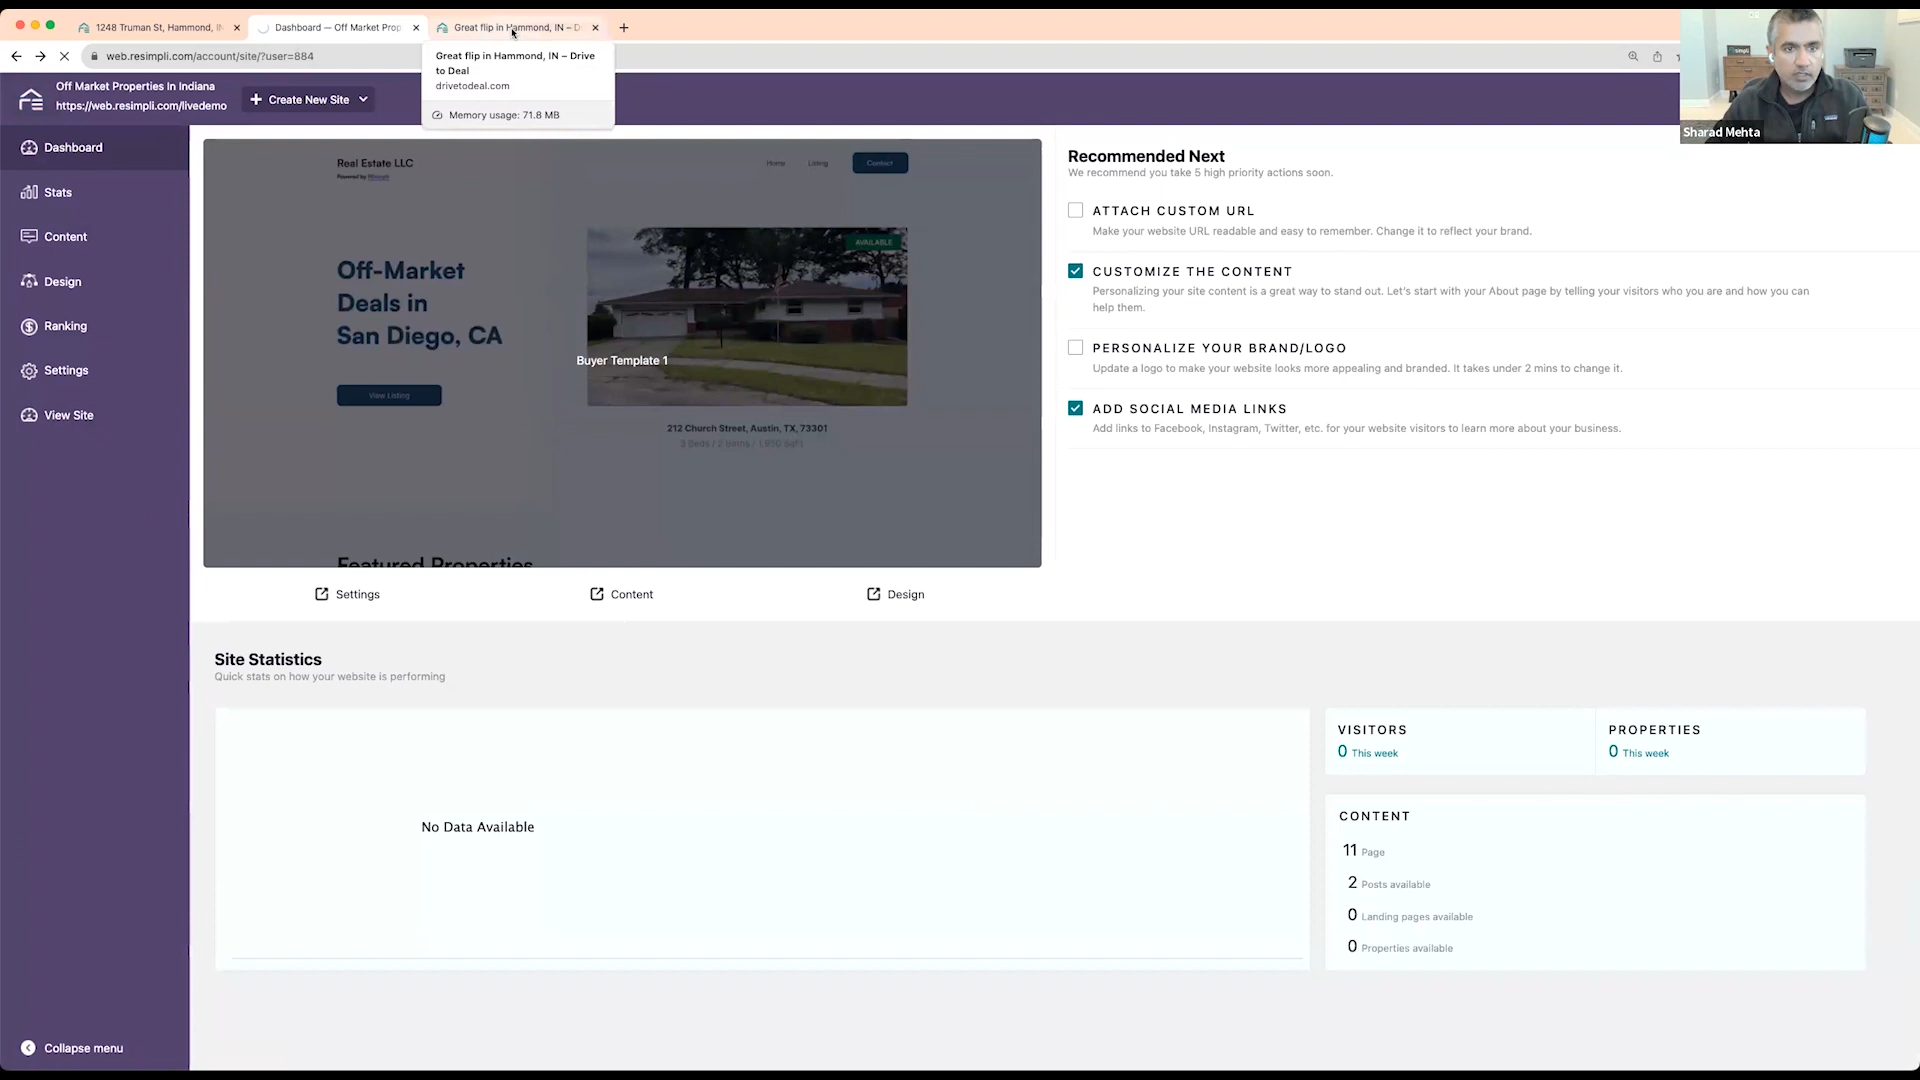 1248 Truman St, Hammond, IN
Dashboard — Off Market Prop
Great flip in Hammond, IN – D
web.resimpli.com/account/site/?user=884
Great flip in Hammond, IN – Drive
to Deal
drivetodeal.com
Memory usage: 71.8 MB
Off Market Properties In Indiana
https://web.resimpli.com/livedemo
Create New Site
Sharad Mehta
Dashboard
Stats
Content
Design
Ranking
Settings
View Site
Collapse menu
Real Estate LLC
Powered by REsimpli
Home
Listing
Contact
Off-Market
Deals in
San Diego, CA
View Listing
AVAILABLE
Buyer Template 1
212 Church Street, Austin, TX, 73301
3 Beds / 2 Baths / 1,950 SqFt
Featured Properties
Settings
Content
Design
Recommended Next
We recommend you take 5 high priority actions soon.
ATTACH CUSTOM URL
Make your website URL readable and easy to remember. Change it to reflect your brand.
CUSTOMIZE THE CONTENT
Personalizing your site content is a great way to stand out. Let's start with your About page by telling your visitors who you are and how you can
help them.
PERSONALIZE YOUR BRAND/LOGO
Update a logo to make your website looks more appealing and branded. It takes under 2 mins to change it.
ADD SOCIAL MEDIA LINKS
Add links to Facebook, Instagram, Twitter, etc. for your website visitors to learn more about your business.
Site Statistics
Quick stats on how your website is performing
No Data Available
VISITORS
0 This week
PROPERTIES
0 This week
CONTENT
11 Page
2 Posts available
0 Landing pages available
0 Properties available